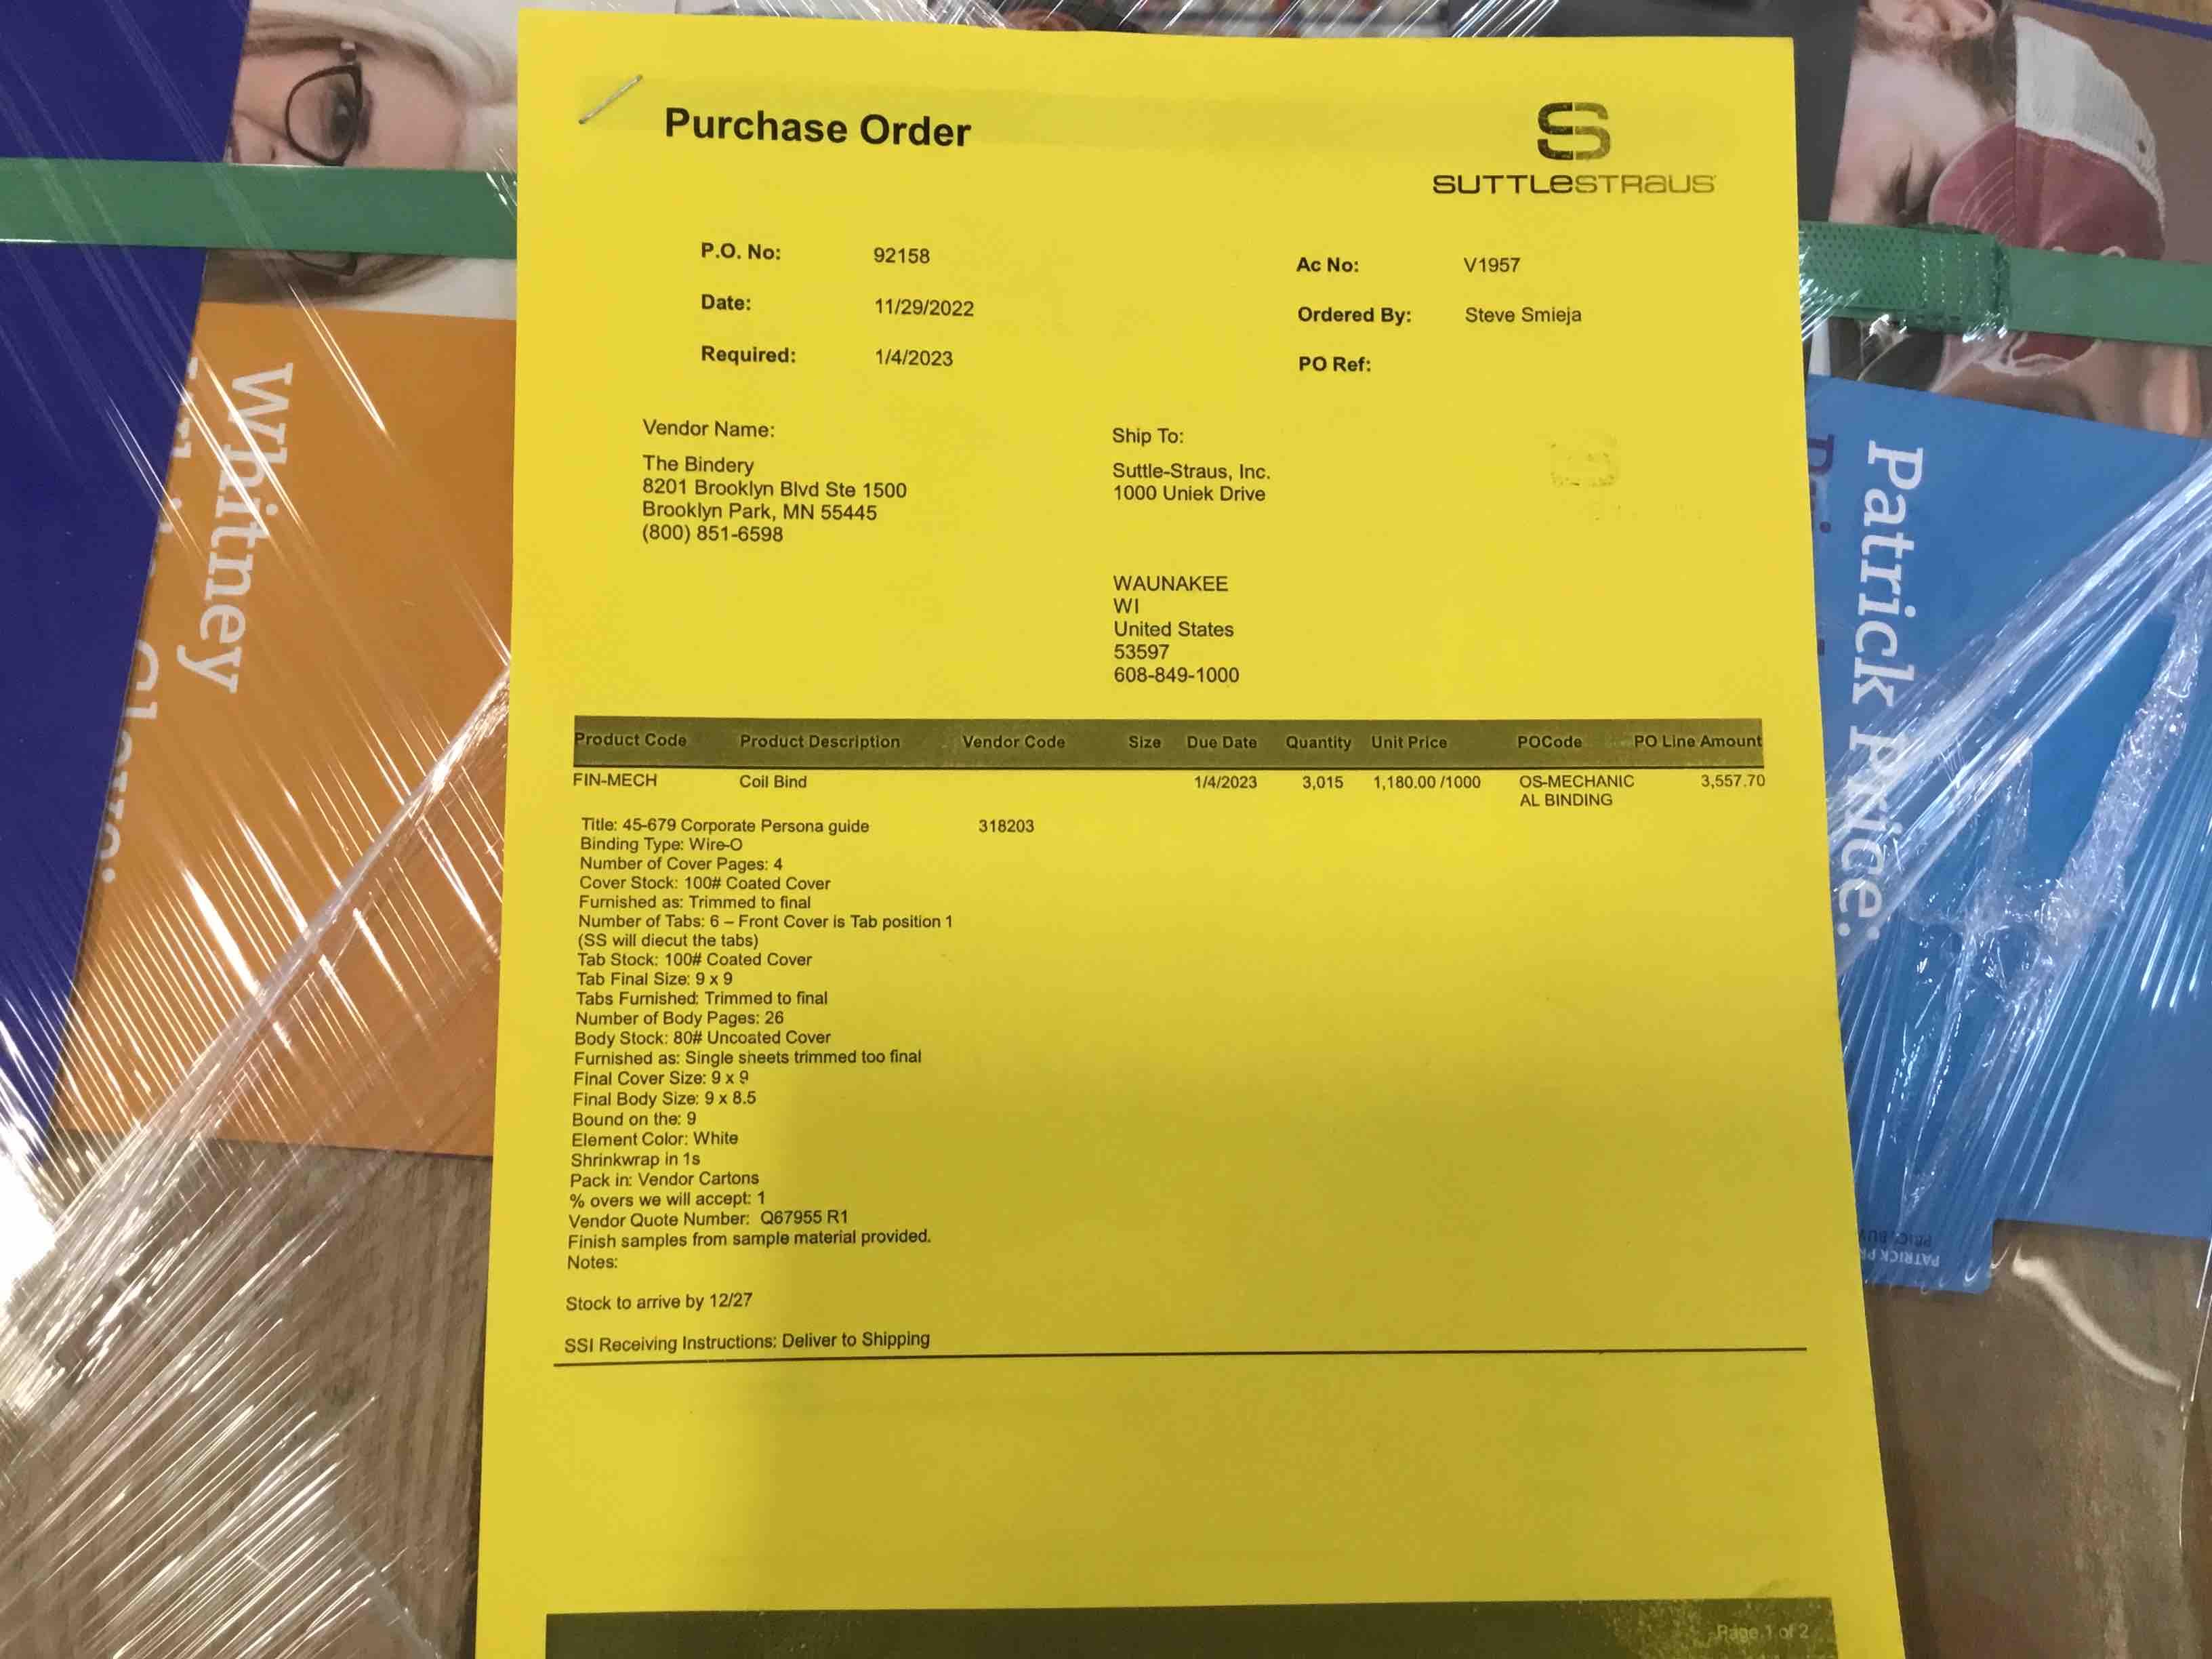 Purchase Order
SUTTLESTRAUS
P.O. No: 92158
Ac No: V1957
Date: 11/29/2022
Ordered By: Steve Smieja
Required: 1/4/2023
PO Ref:
Vendor Name:
The Bindery
8201 Brooklyn Blvd Ste 1500
Brooklyn Park, MN 55445
(800) 851-6598
Ship To:
Suttle-Straus, Inc.
1000 Uniek Drive
WAUNAKEE
WI
United States
53597
608-849-1000
Product Code Product Description Vendor Code Size Due Date Quantity Unit Price POCode PO Line Amount
FIN-MECH Coil Bind 1/4/2023 3,015 1,180.00 /1000 OS-MECHANIC 3,557.70
AL BINDING
Title: 45-679 Corporate Persona guide 318203
Binding Type: Wire-O
Number of Cover Pages: 4
Cover Stock: 100# Coated Cover
Furnished as: Trimmed to final
Number of Tabs: 6 – Front Cover is Tab position 1
(SS will diecut the tabs)
Tab Stock: 100# Coated Cover
Tab Final Size: 9 x 9
Tabs Furnished: Trimmed to final
Number of Body Pages: 26
Body Stock: 80# Uncoated Cover
Furnished as: Single sheets trimmed too final
Final Cover Size: 9 x 9
Final Body Size: 9 x 8.5
Bound on the: 9
Element Color: White
Shrinkwrap in 1s
Pack in: Vendor Cartons
% overs we will accept: 1
Vendor Quote Number: Q67955 R1
Finish samples from sample material provided.
Notes:
Stock to arrive by 12/27
SSI Receiving Instructions: Deliver to Shipping
Page 1 of 2
Whitney
Patrick Price: